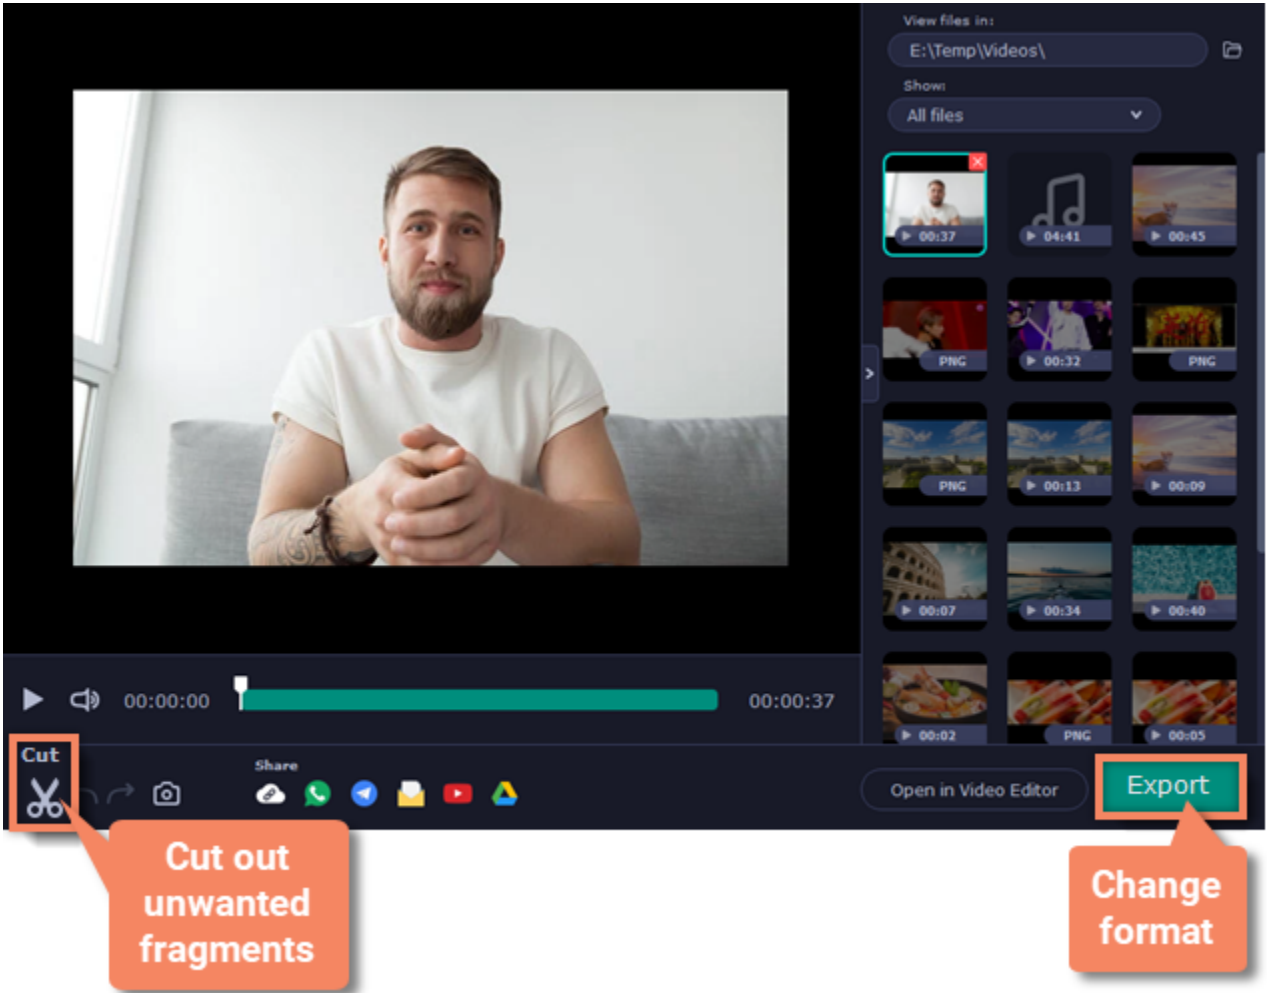 View files in:
E:\Temp\Videos\
Show:
All files
00:37
04:41
00:45
PNG
00:32
PNG
PNG
00:13
00:09
00:07
00:34
00:40
00:02
PNG
00:05
00:00:00
00:00:37
Cut
Share
Open in Video Editor
Export
Cut out
unwanted
fragments
Change
format